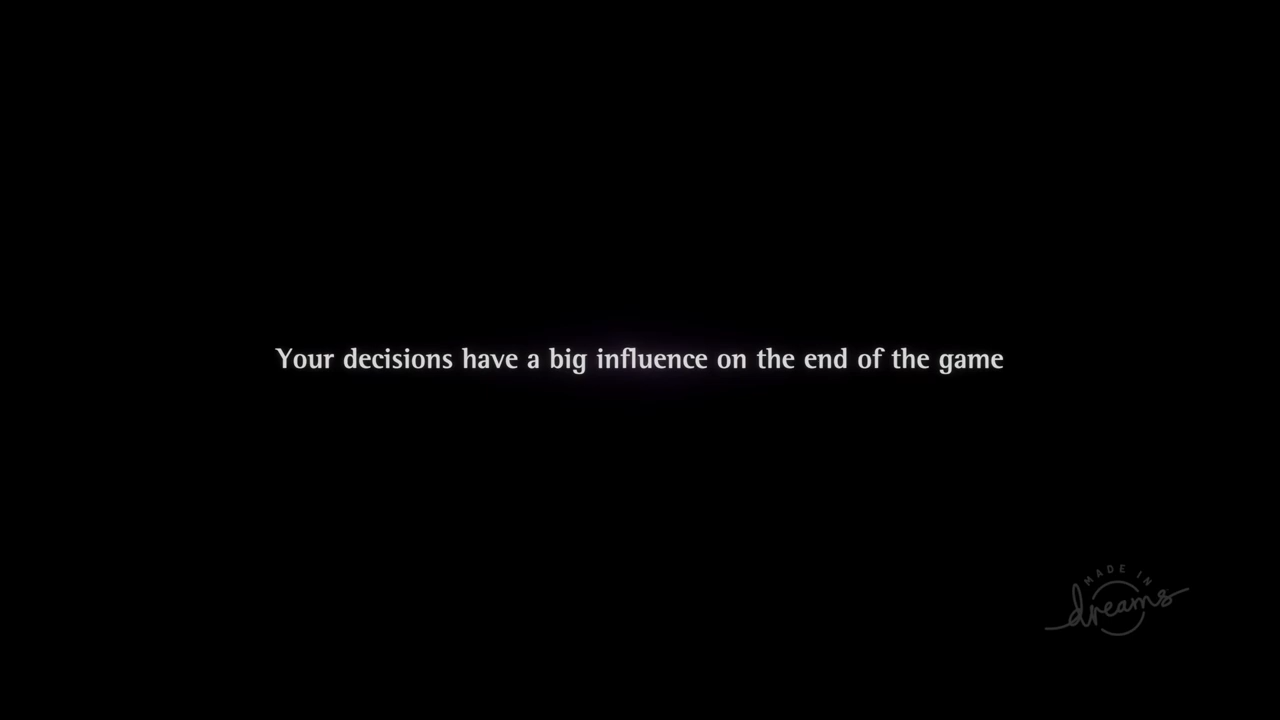 Your decisions have a big influence on the end of the game
MADE IN
dreams